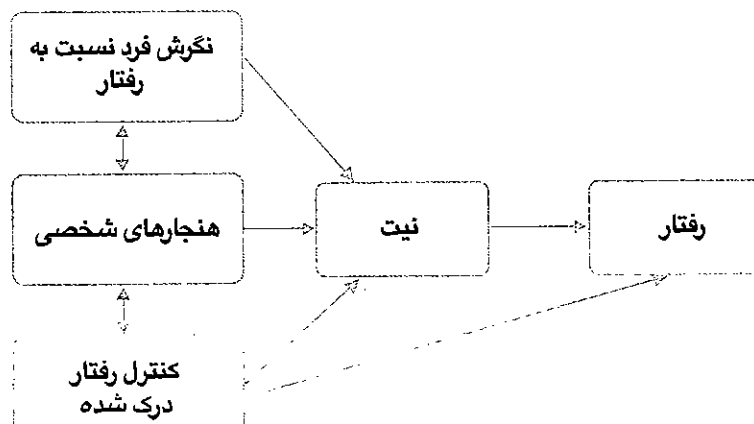 نگرش فرد نسبت به
رفتار
هنجارهای شخصی
نیت
رفتار
کنترل رفتار
درک شده